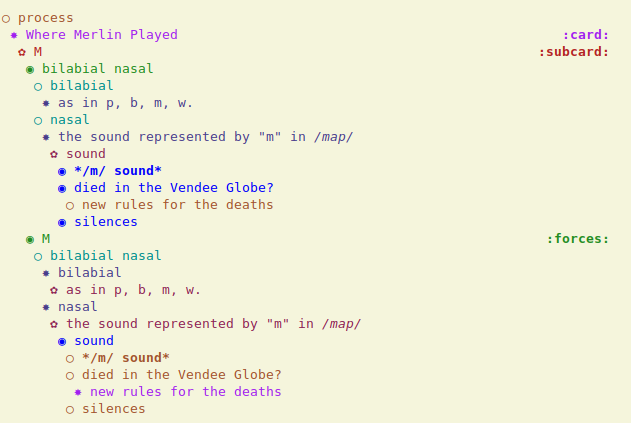 process
Where Merlin Played :card:
M :subcard:
bilabial nasal
bilabial
as in p, b, m, w.
nasal
the sound represented by "m" in /map/
sound
*/m/ sound*
died in the Vendee Globe?
new rules for the deaths
silences
M :forces:
bilabial nasal
bilabial
as in p, b, m, w.
nasal
the sound represented by "m" in /map/
sound
*/m/ sound*
died in the Vendee Globe?
new rules for the deaths
silences